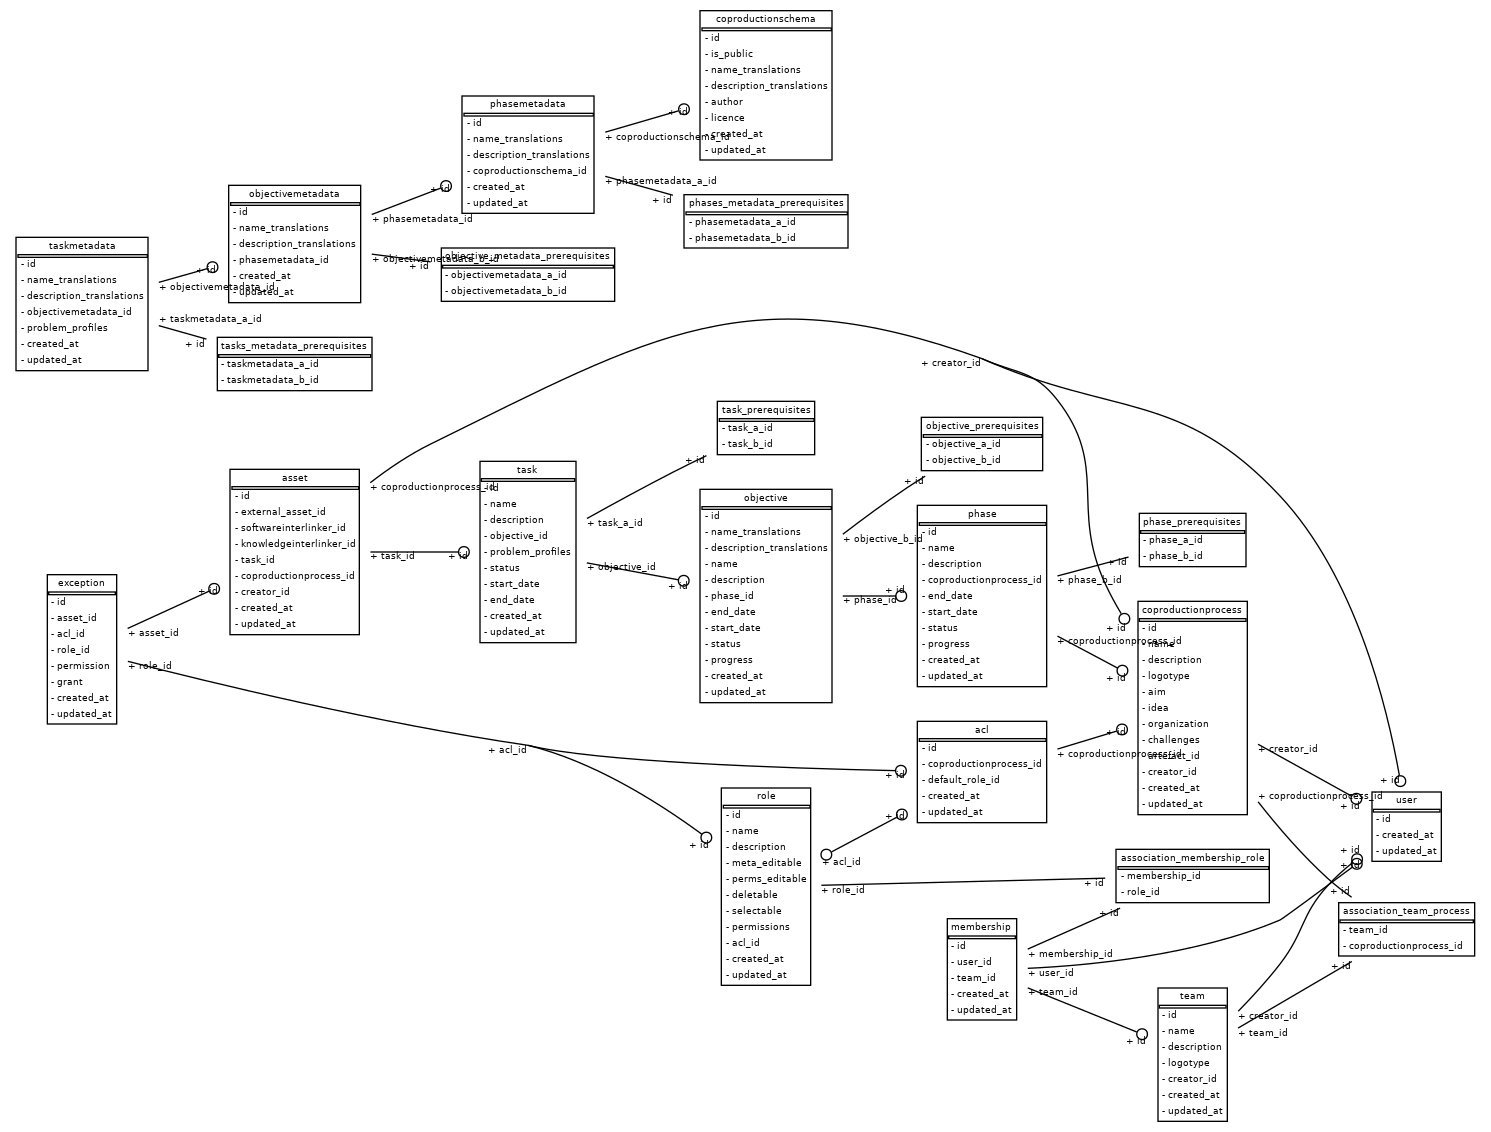 coproductionschema
- id
- is_public
- name_translations
- description_translations
- author
- licence
- created_at
- updated_at
phasemetadata
- id
- name_translations
- description_translations
- coproductionschema_id
- created_at
- updated_at
+ id
+ coproductionschema_id
+ phasemetadata_a_id
+ id
phases_metadata_prerequisites
- phasemetadata_a_id
- phasemetadata_b_id
objectivemetadata
- id
- name_translations
- description_translations
- phasemetadata_id
- created_at
- updated_at
+ id
+ phasemetadata_id
+ objectivemetadata_b_id
+ id
objective_metadata_prerequisites
- objectivemetadata_a_id
- objectivemetadata_b_id
taskmetadata
- id
- name_translations
- description_translations
- objectivemetadata_id
- problem_profiles
- created_at
- updated_at
+ id
+ objectivemetadata_id
+ taskmetadata_a_id
+ id
tasks_metadata_prerequisites
- taskmetadata_a_id
- taskmetadata_b_id
+ creator_id
task_prerequisites
- task_a_id
- task_b_id
+ id
objective_prerequisites
- objective_a_id
- objective_b_id
+ id
asset
- id
- external_asset_id
- softwareinterlinker_id
- knowledgeinterlinker_id
- task_id
- coproductionprocess_id
- creator_id
- created_at
- updated_at
+ coproductionprocess_id
+ task_id
+ id
task
- id
- name
- description
- objective_id
- problem_profiles
- status
- start_date
- end_date
- created_at
- updated_at
+ task_a_id
+ objective_id
+ id
objective
- id
- name_translations
- description_translations
- name
- description
- phase_id
- end_date
- start_date
- status
- progress
- created_at
- updated_at
+ objective_b_id
+ id
+ phase_id
phase
- id
- name
- description
- coproductionprocess_id
- end_date
- start_date
- status
- progress
- created_at
- updated_at
+ id
+ phase_b_id
+ id
+ coproductionprocess_id
+ id
phase_prerequisites
- phase_a_id
- phase_b_id
coproductionprocess
- id
- name
- description
- logotype
- aim
- idea
- organization
- challenges
- artefact_id
- creator_id
- created_at
- updated_at
exception
- id
- asset_id
- acl_id
- role_id
- permission
- grant
- created_at
- updated_at
+ id
+ asset_id
+ role_id
+ acl_id
+ id
+ id
acl
- id
- coproductionprocess_id
- default_role_id
- created_at
- updated_at
+ id
+ coproductionprocess_id
+ creator_id
+ coproductionprocess_id
+ id
+ id
user
- id
- created_at
- updated_at
role
- id
- name
- description
- meta_editable
- perms_editable
- deletable
- selectable
- permissions
- acl_id
- created_at
- updated_at
+ id
+ acl_id
+ role_id
+ id
association_membership_role
- membership_id
- role_id
+ id
+ id
+ id
+ id
association_team_process
- team_id
- coproductionprocess_id
+ id
membership
- id
- user_id
- team_id
- created_at
- updated_at
+ membership_id
+ user_id
+ team_id
+ id
team
- id
- name
- description
- logotype
- creator_id
- created_at
- updated_at
+ creator_id
+ team_id